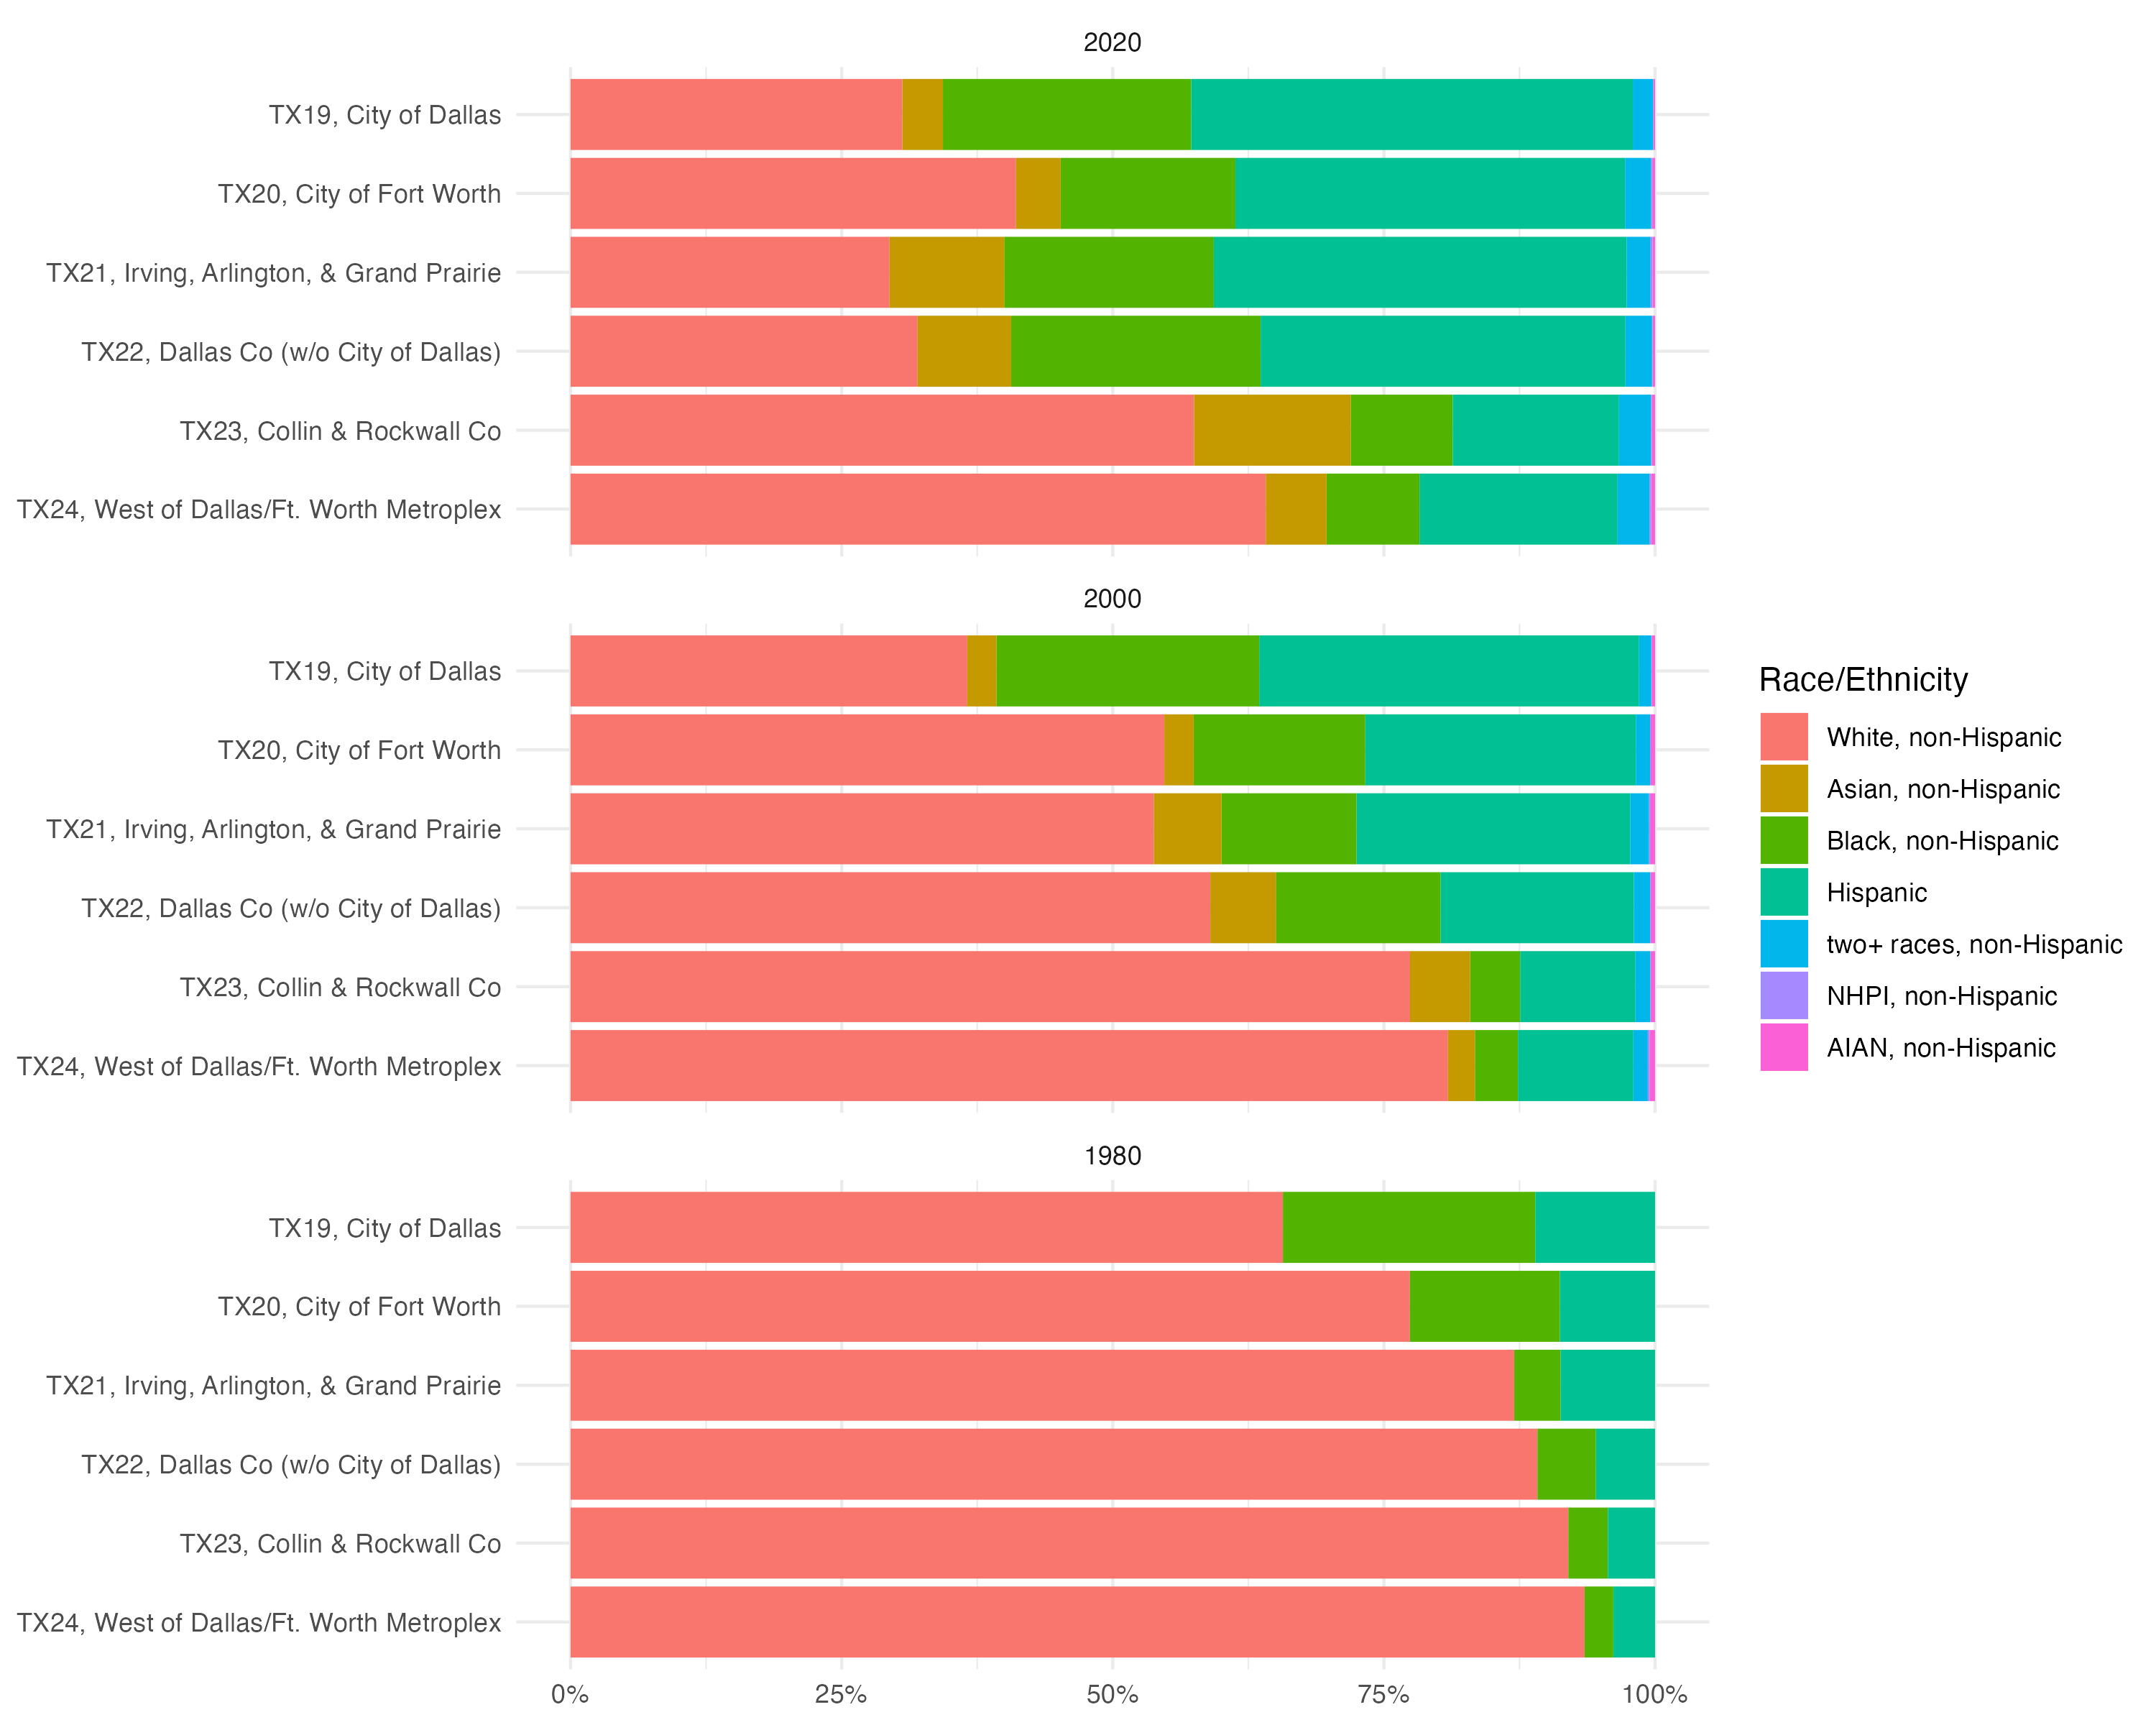 2020
TX19, City of Dallas
TX20, City of Fort Worth
TX21, Irving, Arlington, & Grand Prairie
TX22, Dallas Co (w/o City of Dallas)
TX23, Collin & Rockwall Co
TX24, West of Dallas/Ft. Worth Metroplex
2000
TX19, City of Dallas
TX20, City of Fort Worth
TX21, Irving, Arlington, & Grand Prairie
TX22, Dallas Co (w/o City of Dallas)
TX23, Collin & Rockwall Co
TX24, West of Dallas/Ft. Worth Metroplex
1980
TX19, City of Dallas
TX20, City of Fort Worth
TX21, Irving, Arlington, & Grand Prairie
TX22, Dallas Co (w/o City of Dallas)
TX23, Collin & Rockwall Co
TX24, West of Dallas/Ft. Worth Metroplex
0% 25% 50% 75% 100%
Race/Ethnicity
White, non-Hispanic
Asian, non-Hispanic
Black, non-Hispanic
Hispanic
two+ races, non-Hispanic
NHPI, non-Hispanic
AIAN, non-Hispanic